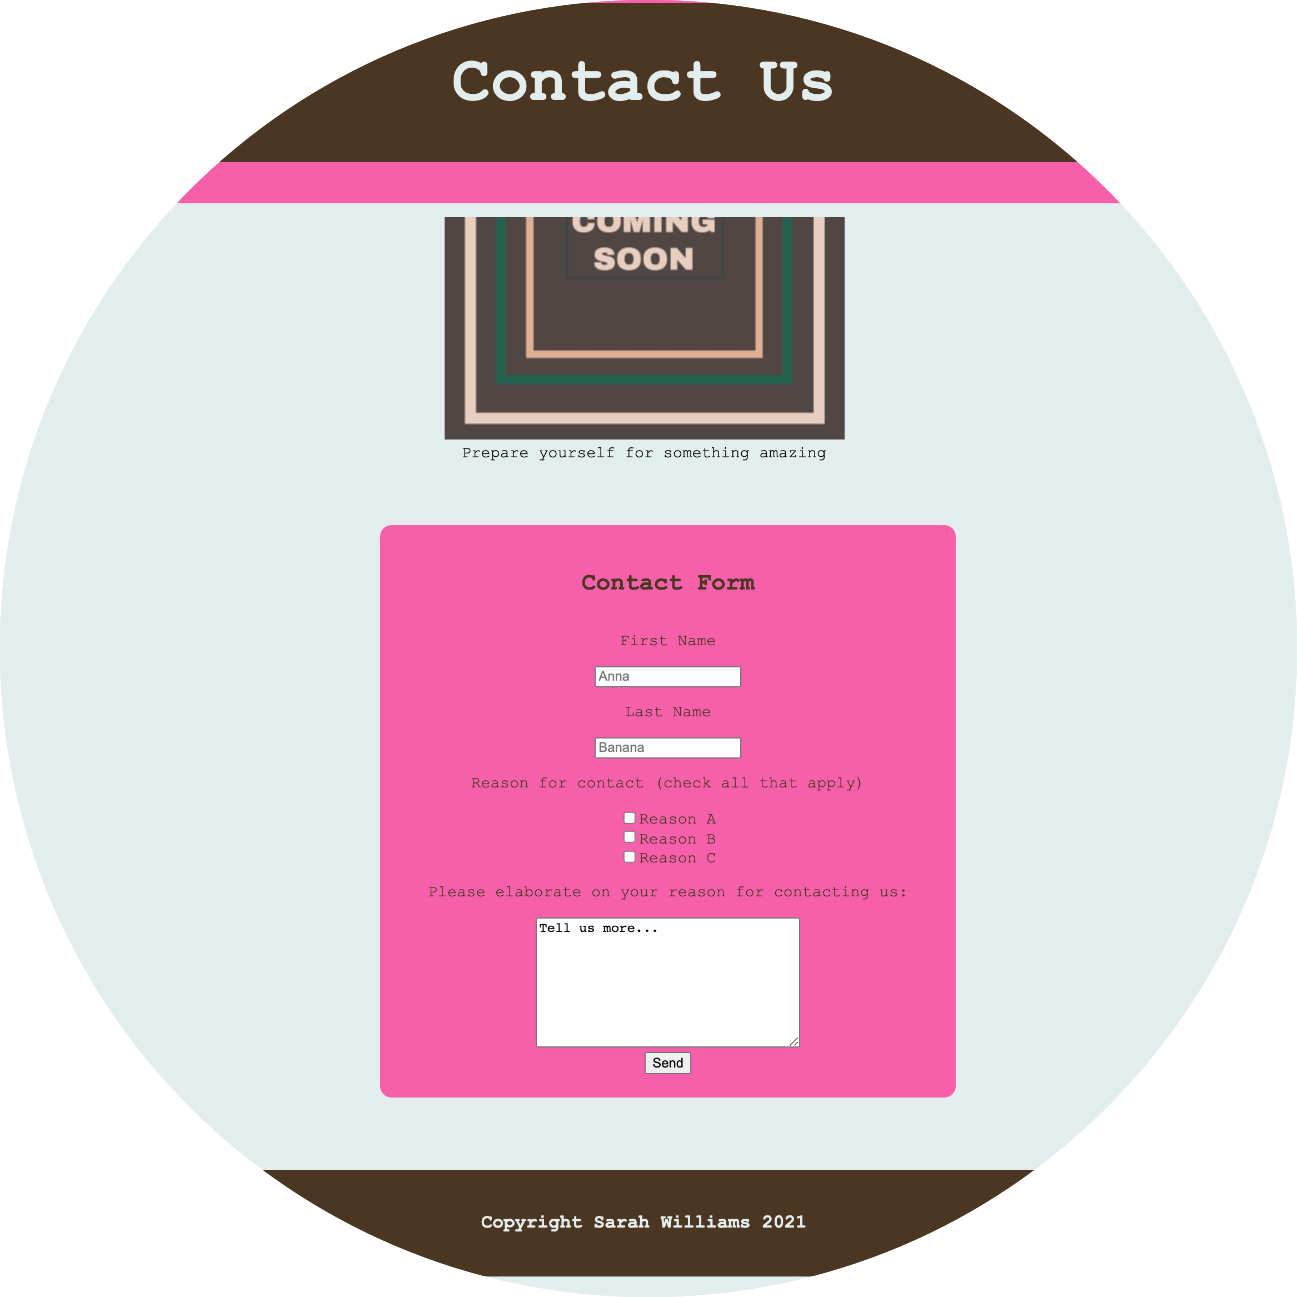 Contact Us
COMING
SOON
Prepare yourself for something amazing
Contact Form
First Name
Anna
Last Name
Banana
Reason for contact (check all that apply)
Reason A
Reason B
Reason C
Please elaborate on your reason for contacting us:
Tell us more...
Send
Copyright Sarah Williams 2021